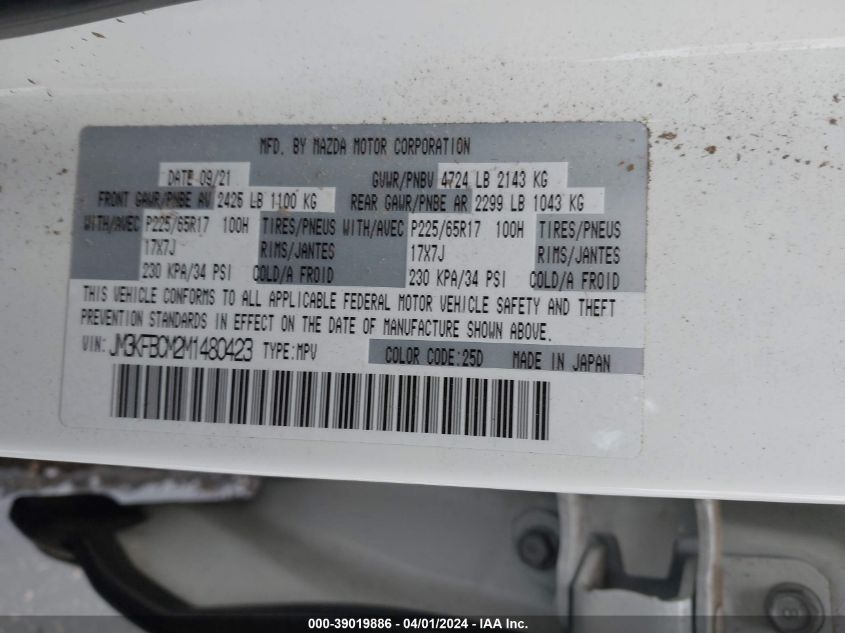 MFD. BY MAZDA MOTOR CORPORATION
DATE 09/21 GVWR/PNBV 4724 LB 2143 KG
FRONT GAWR/PNBE AV 2425 LB 1100 KG REAR GAWR/PNBE AR 2299 LB 1043 KG
WITH/AVEC P225/65R17 100H TIRES/PNEUS WITH/AVEC P225/65R17 100H TIRES/PNEUS
17X7J RIMS/JANTES 17X7J RIMS/JANTES
230 KPA/34 PSI COLD/A FROID 230 KPA/34 PSI COLD/A FROID
THIS VEHICLE CONFORMS TO ALL APPLICABLE FEDERAL MOTOR VEHICLE SAFETY AND THEFT
PREVENTION STANDARDS IN EFFECT ON THE DATE OF MANUFACTURE SHOWN ABOVE.
VIN: JM3KFBCM2M1480423 TYPE:MPV COLOR CODE:25D MADE IN JAPAN
000-39019886 - 04/01/2024 - IAA Inc.